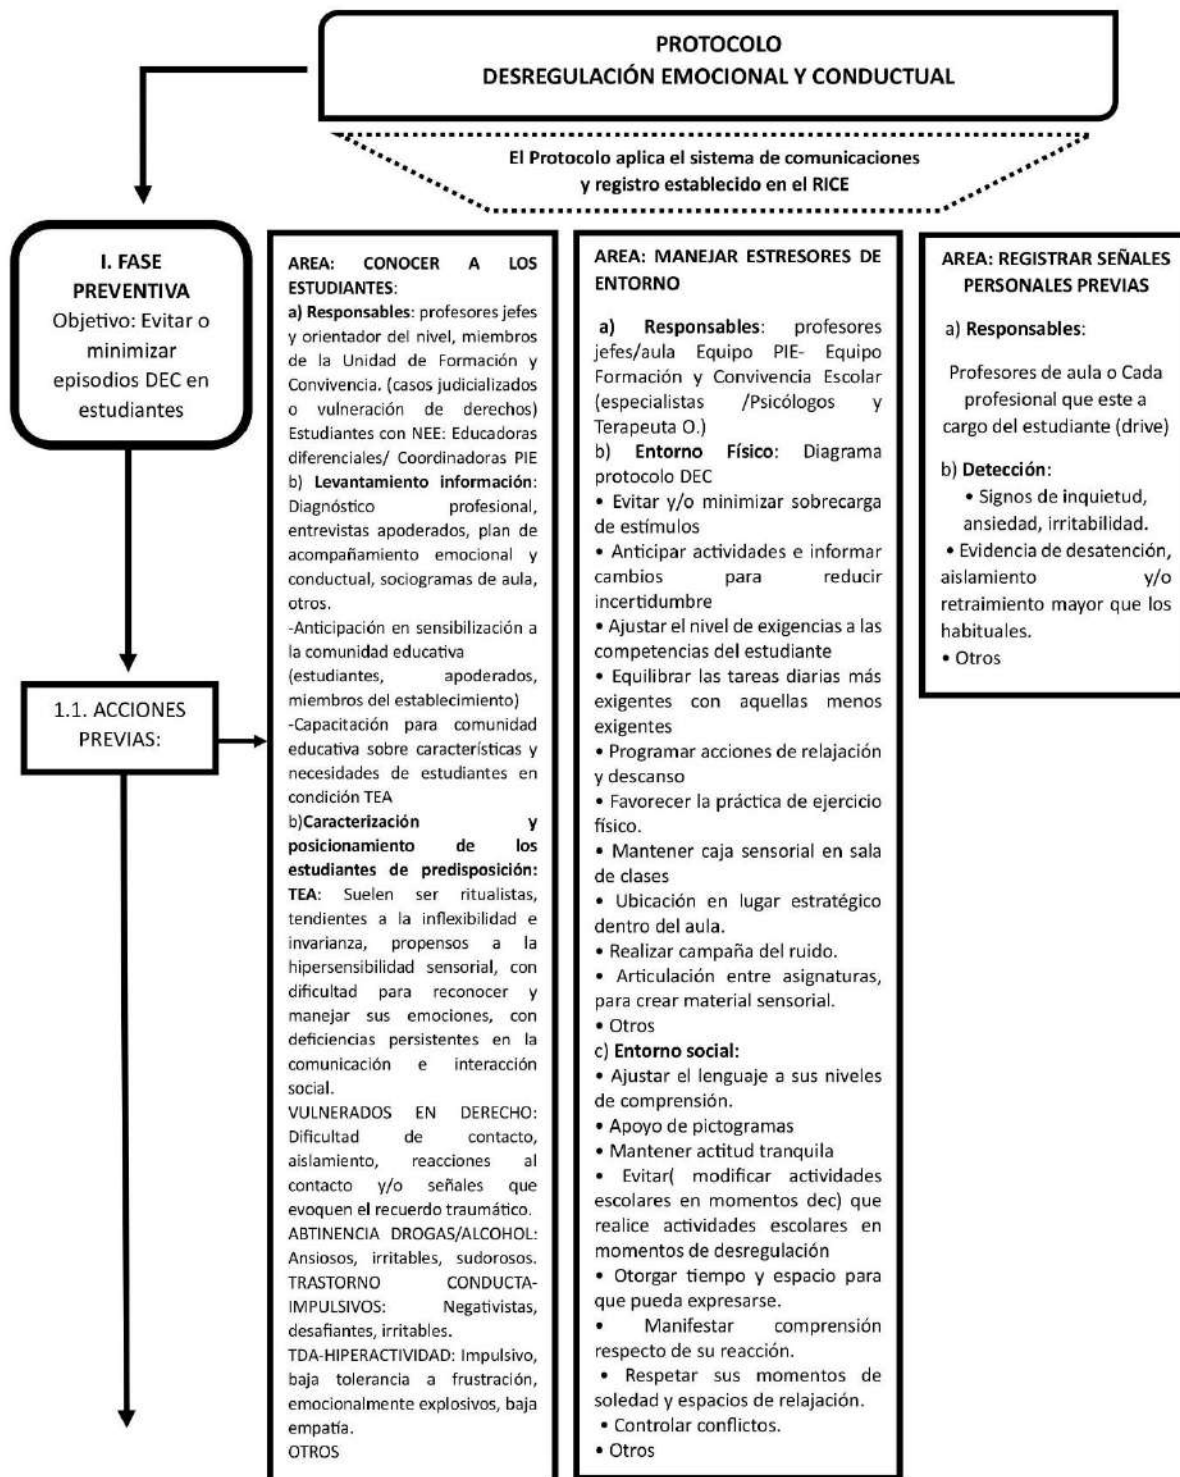 PROTOCOLO
DESREGULACIÓN EMOCIONAL Y CONDUCTUAL
El Protocolo aplica el sistema de comunicaciones
y registro establecido en el RICE
I. FASE
PREVENTIVA
Objetivo: Evitar o
minimizar
episodios DEC en
estudiantes
1.1. ACCIONES
PREVIAS:
AREA: CONOCER A LOS
ESTUDIANTES:
a) Responsables: profesores jefes
y orientador del nivel, miembros
de la Unidad de Formación y
Convivencia. (casos judicializados
o vulneración de derechos)
Estudiantes con NEE: Educadoras
diferenciales/ Coordinadoras PIE
b) Levantamiento información:
Diagnóstico profesional,
entrevistas apoderados, plan de
acompañamiento emocional y
conductual, sociogramas de aula,
otros.
-Anticipación en sensibilización a
la comunidad educativa
(estudiantes, apoderados,
miembros del establecimiento)
-Capacitación para comunidad
educativa sobre características y
necesidades de estudiantes en
condición TEA
b)Caracterización y
posicionamiento de los
estudiantes de predisposición:
TEA: Suelen ser ritualistas,
tendientes a la inflexibilidad e
invarianza, propensos a la
hipersensibilidad sensorial, con
dificultad para reconocer y
manejar sus emociones, con
deficiencias persistentes en la
comunicación e interacción
social.
VULNERADOS EN DERECHO:
Dificultad de contacto,
aislamiento, reacciones al
contacto y/o señales que
evoquen el recuerdo traumático.
ABTINENCIA DROGAS/ALCOHOL:
Ansiosos, irritables, sudorosos.
TRASTORNO CONDUCTA-
IMPULSIVOS: Negativistas,
desafiantes, irritables.
TDA-HIPERACTIVIDAD: Impulsivo,
baja tolerancia a frustración,
emocionalmente explosivos, baja
empatía.
OTROS
AREA: MANEJAR ESTRESORES DE
ENTORNO
a) Responsables: profesores
jefes/aula Equipo PIE- Equipo
Formación y Convivencia Escolar
(especialistas /Psicólogos y
Terapeuta O.)
b) Entorno Físico: Diagrama
protocolo DEC
• Evitar y/o minimizar sobrecarga
de estímulos
• Anticipar actividades e informar
cambios para reducir
incertidumbre
• Ajustar el nivel de exigencias a las
competencias del estudiante
• Equilibrar las tareas diarias más
exigentes con aquellas menos
exigentes
• Programar acciones de relajación
y descanso
• Favorecer la práctica de ejercicio
físico.
• Mantener caja sensorial en sala
de clases
• Ubicación en lugar estratégico
dentro del aula.
• Realizar campaña del ruido.
• Articulación entre asignaturas,
para crear material sensorial.
• Otros
c) Entorno social:
• Ajustar el lenguaje a sus niveles
de comprensión.
• Apoyo de pictogramas
• Mantener actitud tranquila
• Evitar( modificar actividades
escolares en momentos dec) que
realice actividades escolares en
momentos de desregulación
• Otorgar tiempo y espacio para
que pueda expresarse.
• Manifestar comprensión
respecto de su reacción.
• Respetar sus momentos de
soledad y espacios de relajación.
• Controlar conflictos.
• Otros
AREA: REGISTRAR SEÑALES
PERSONALES PREVIAS
a) Responsables:
Profesores de aula o Cada
profesional que este a
cargo del estudiante (drive)
b) Detección:
• Signos de inquietud,
ansiedad, irritabilidad.
• Evidencia de desatención,
aislamiento y/o
retraimiento mayor que los
habituales.
• Otros